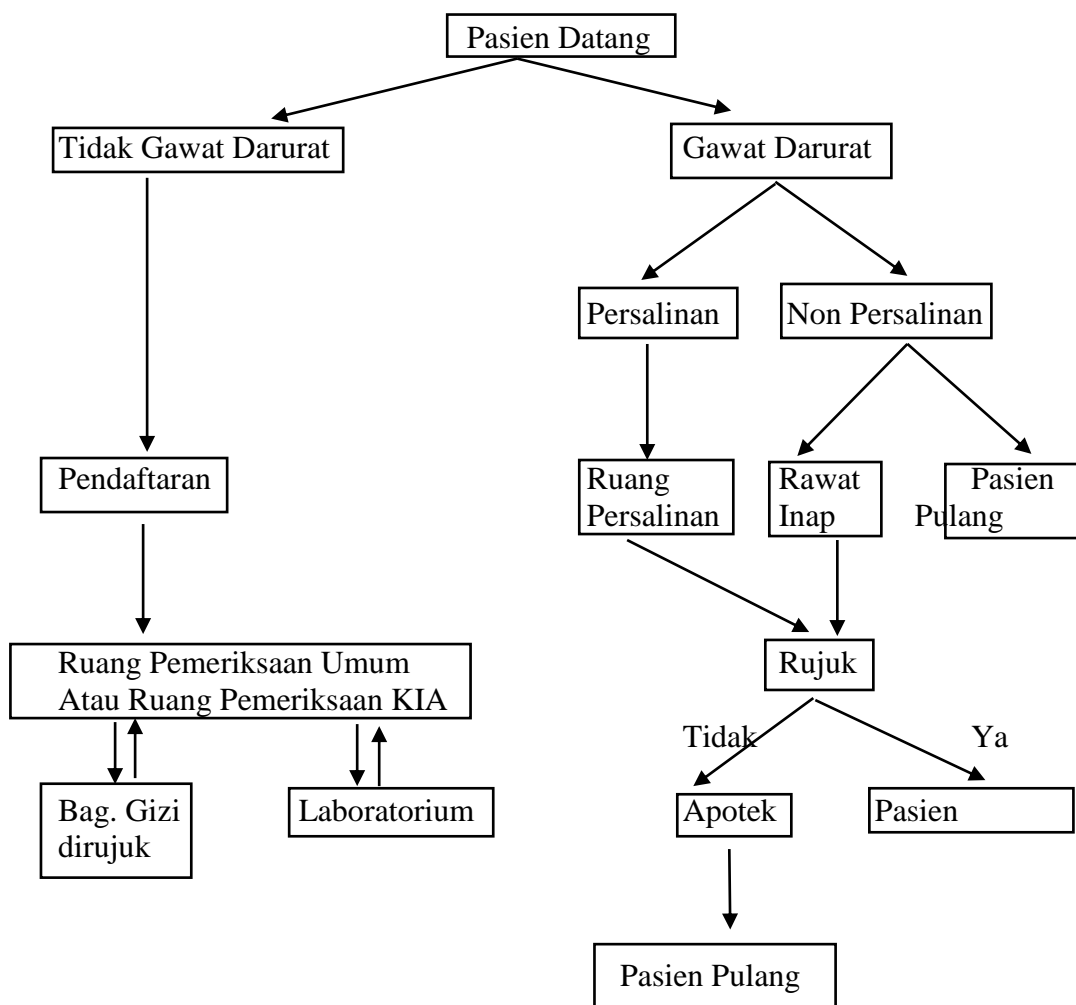 Pasien Datang
Tidak Gawat Darurat
Gawat Darurat
Persalinan
Non Persalinan
Pendaftaran
Ruang
Persalinan
Rawat
Inap
Pasien
Pulang
Ruang Pemeriksaan Umum
Atau Ruang Pemeriksaan KIA
Rujuk
Tidak
Ya
Bag. Gizi
dirujuk
Laboratorium
Apotek
Pasien
Pasien Pulang